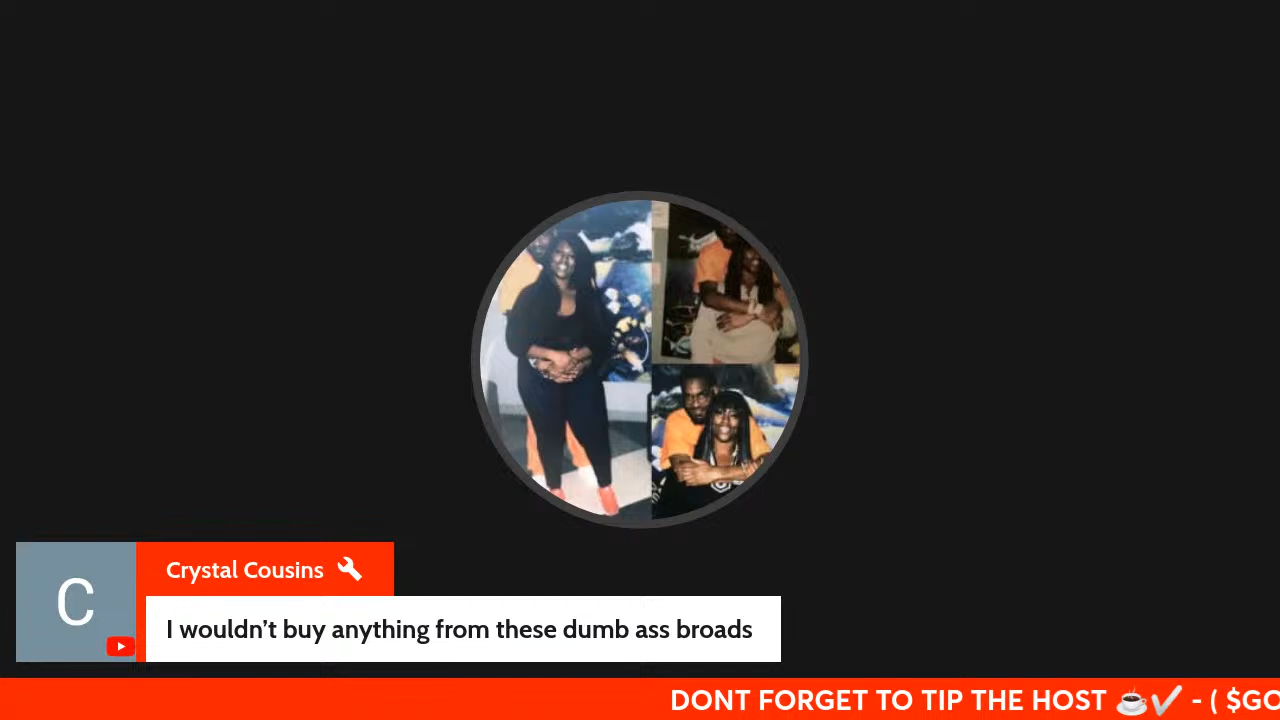 C
Crystal Cousins
I wouldn’t buy anything from these dumb ass broads
DONT FORGET TO TIP THE HOST ☕✔ - ( $GO